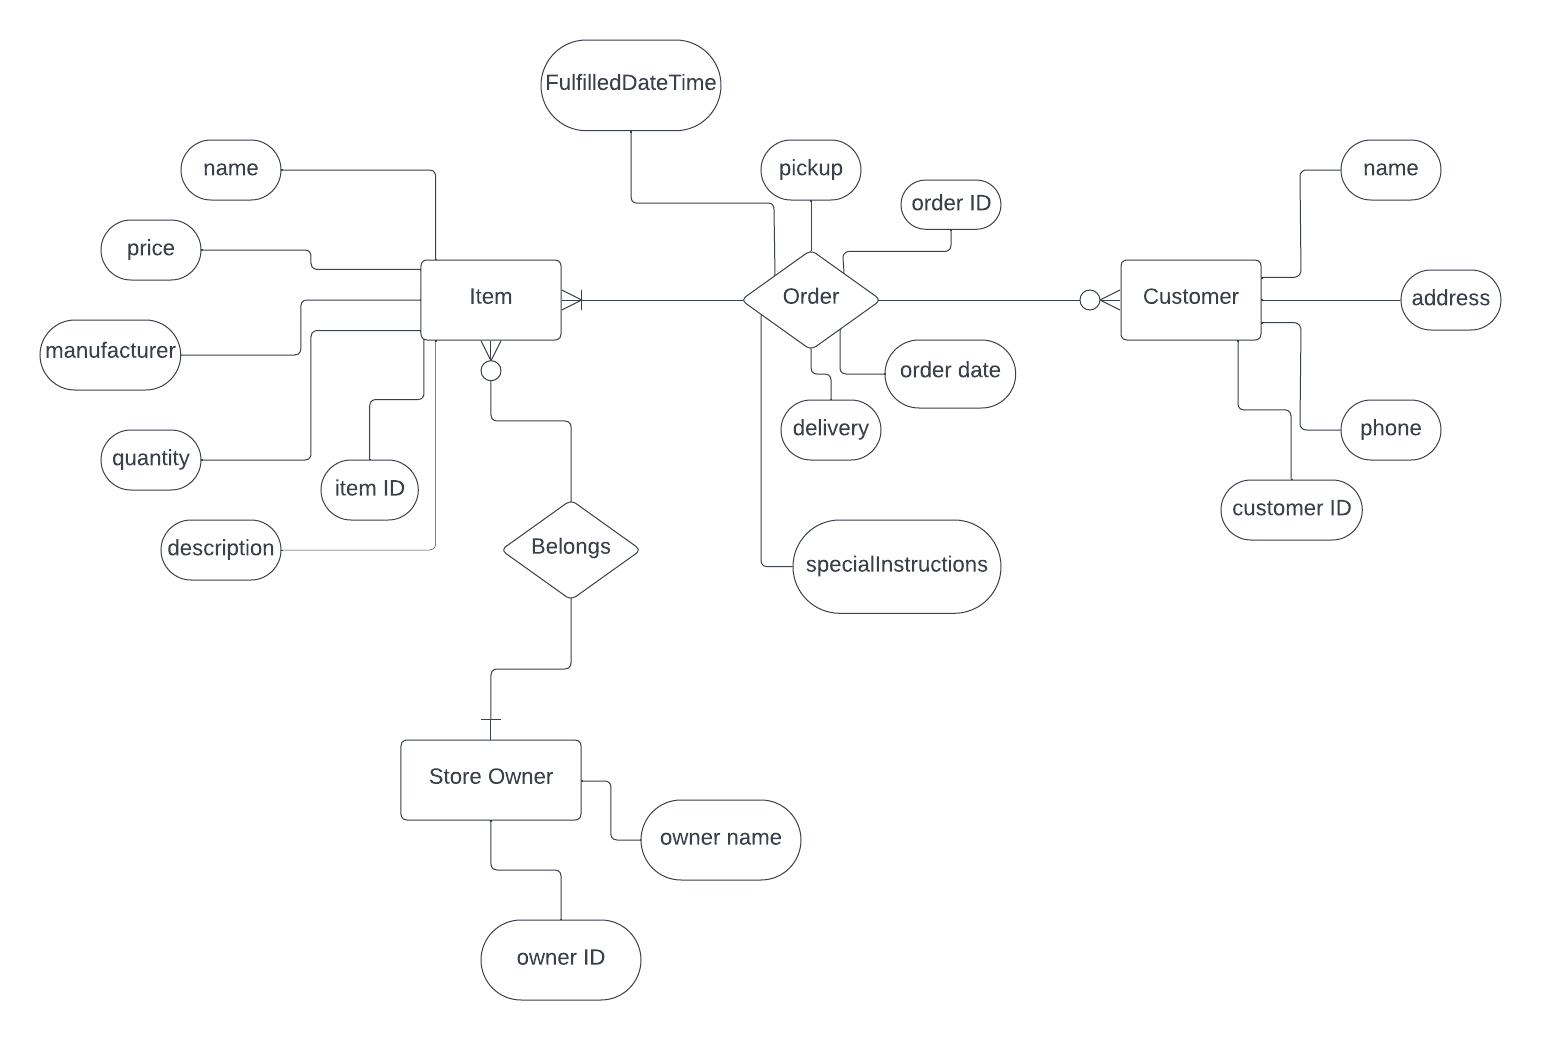 FulfilledDateTime
name
pickup
name
order ID
price
Item
Order
Customer
address
manufacturer
order date
quantity
delivery
phone
item ID
customer ID
description
Belongs
specialInstructions
Store Owner
owner name
owner ID